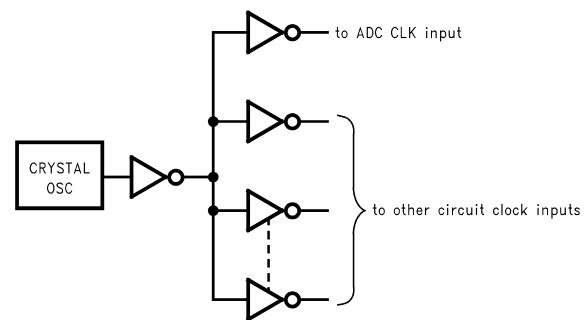 to ADC CLK input
CRYSTAL
OSC
to other circuit clock inputs